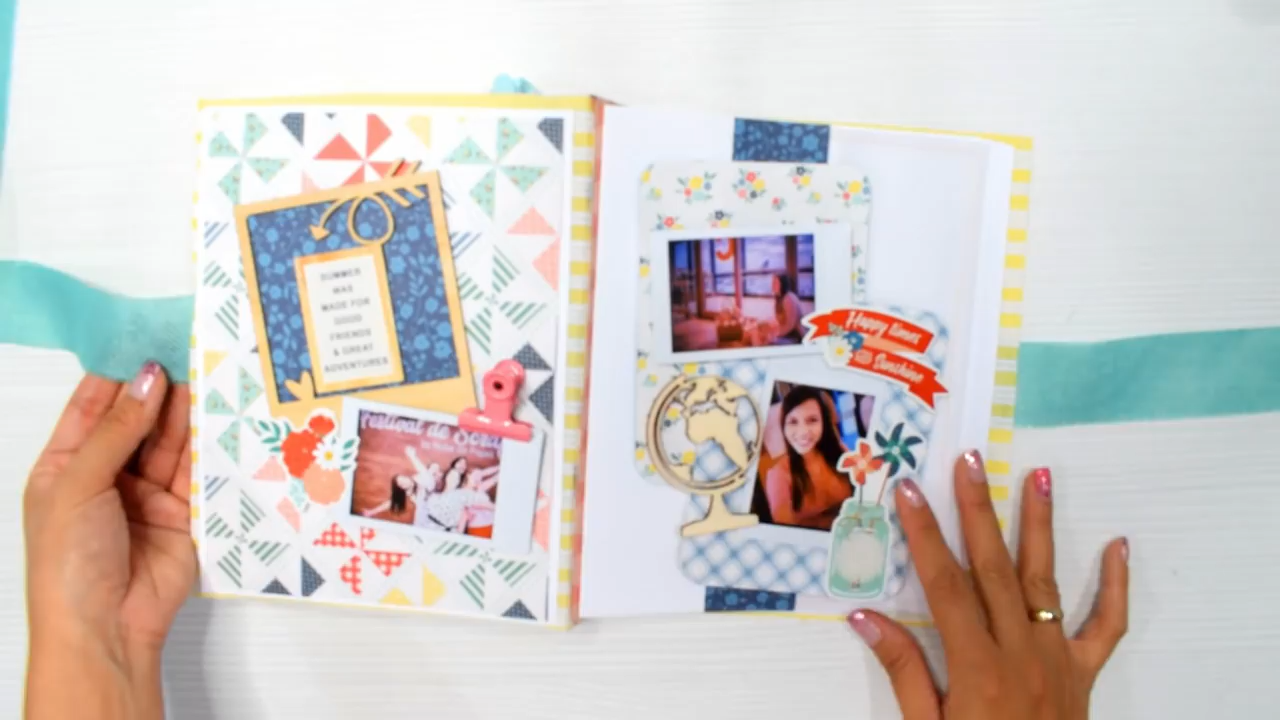 SUMMER
WAS
MADE FOR
GOOD
FRIENDS
& GREAT
ADVENTURES
Festival de
Happy times
Sunshine